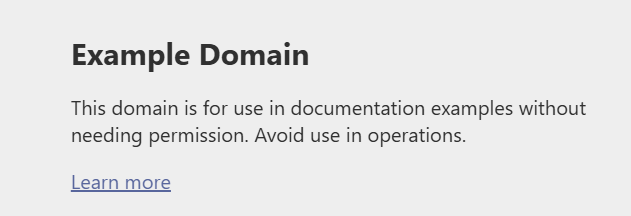 Example Domain
This domain is for use in documentation examples without
needing permission. Avoid use in operations.
Learn more